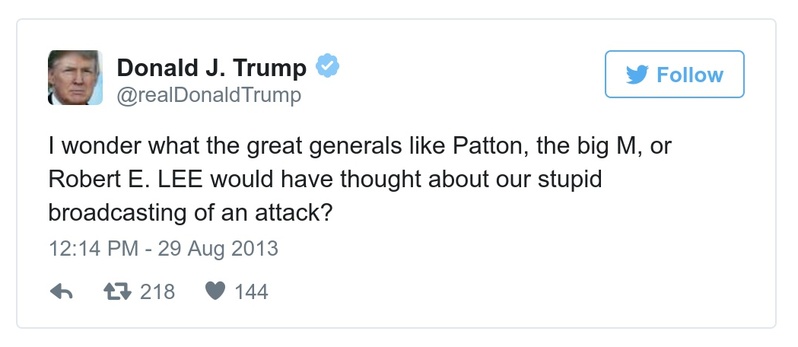 Donald J. Trump
@realDonaldTrump
Follow
I wonder what the great generals like Patton, the big M, or
Robert E. LEE would have thought about our stupid
broadcasting of an attack?
12:14 PM - 29 Aug 2013
218 144